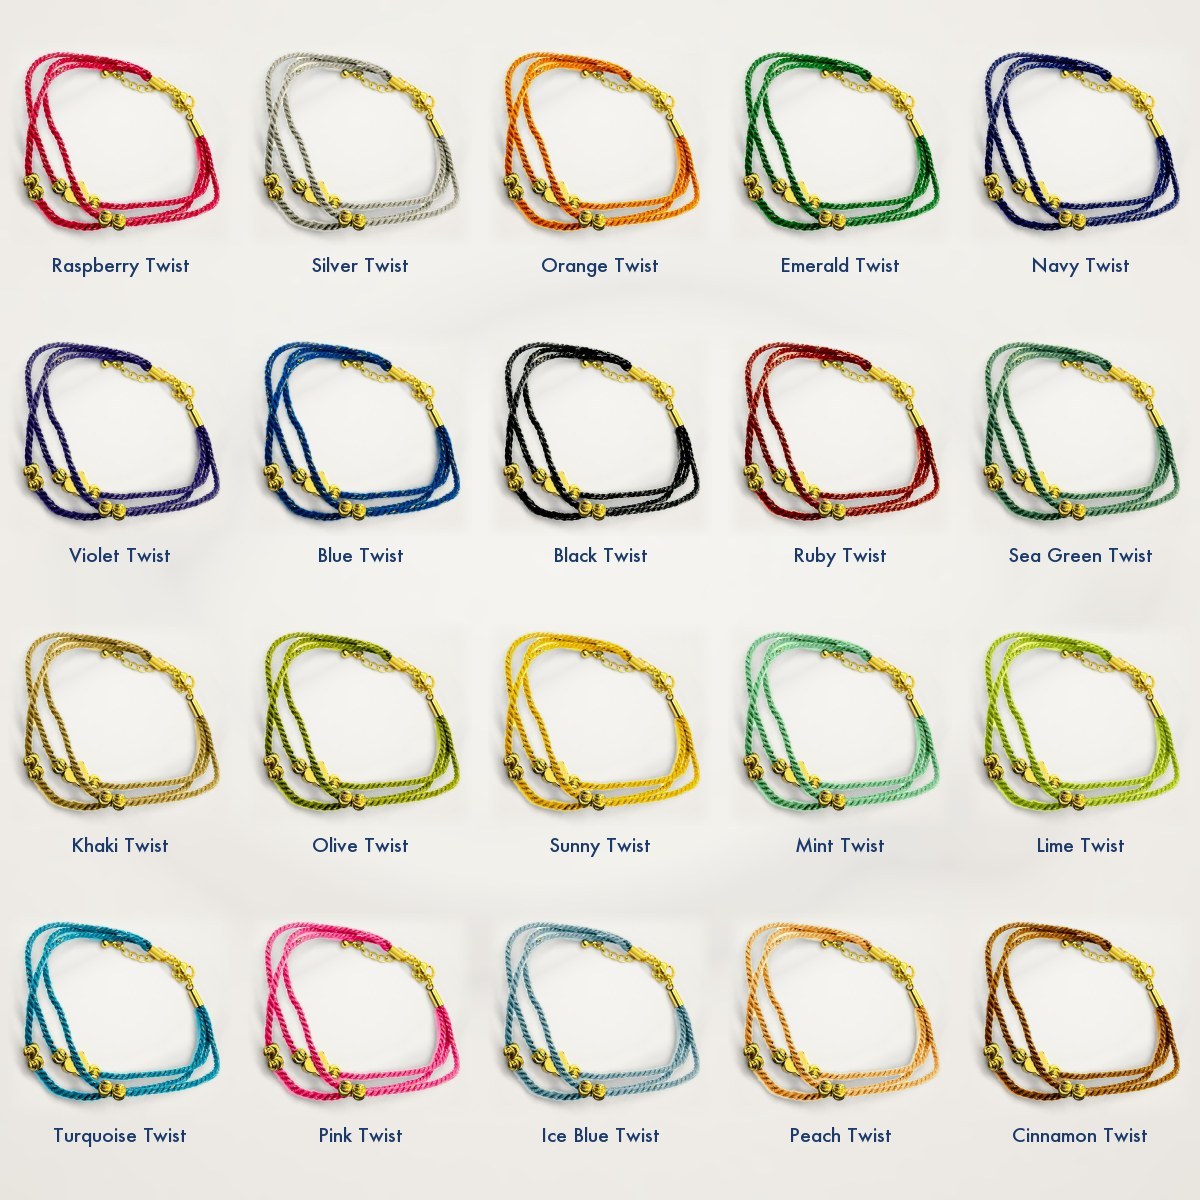 Raspberry Twist
Silver Twist
Orange Twist
Emerald Twist
Navy Twist
Violet Twist
Blue Twist
Black Twist
Ruby Twist
Sea Green Twist
Khaki Twist
Olive Twist
Sunny Twist
Mint Twist
Lime Twist
Turquoise Twist
Pink Twist
Ice Blue Twist
Peach Twist
Cinnamon Twist